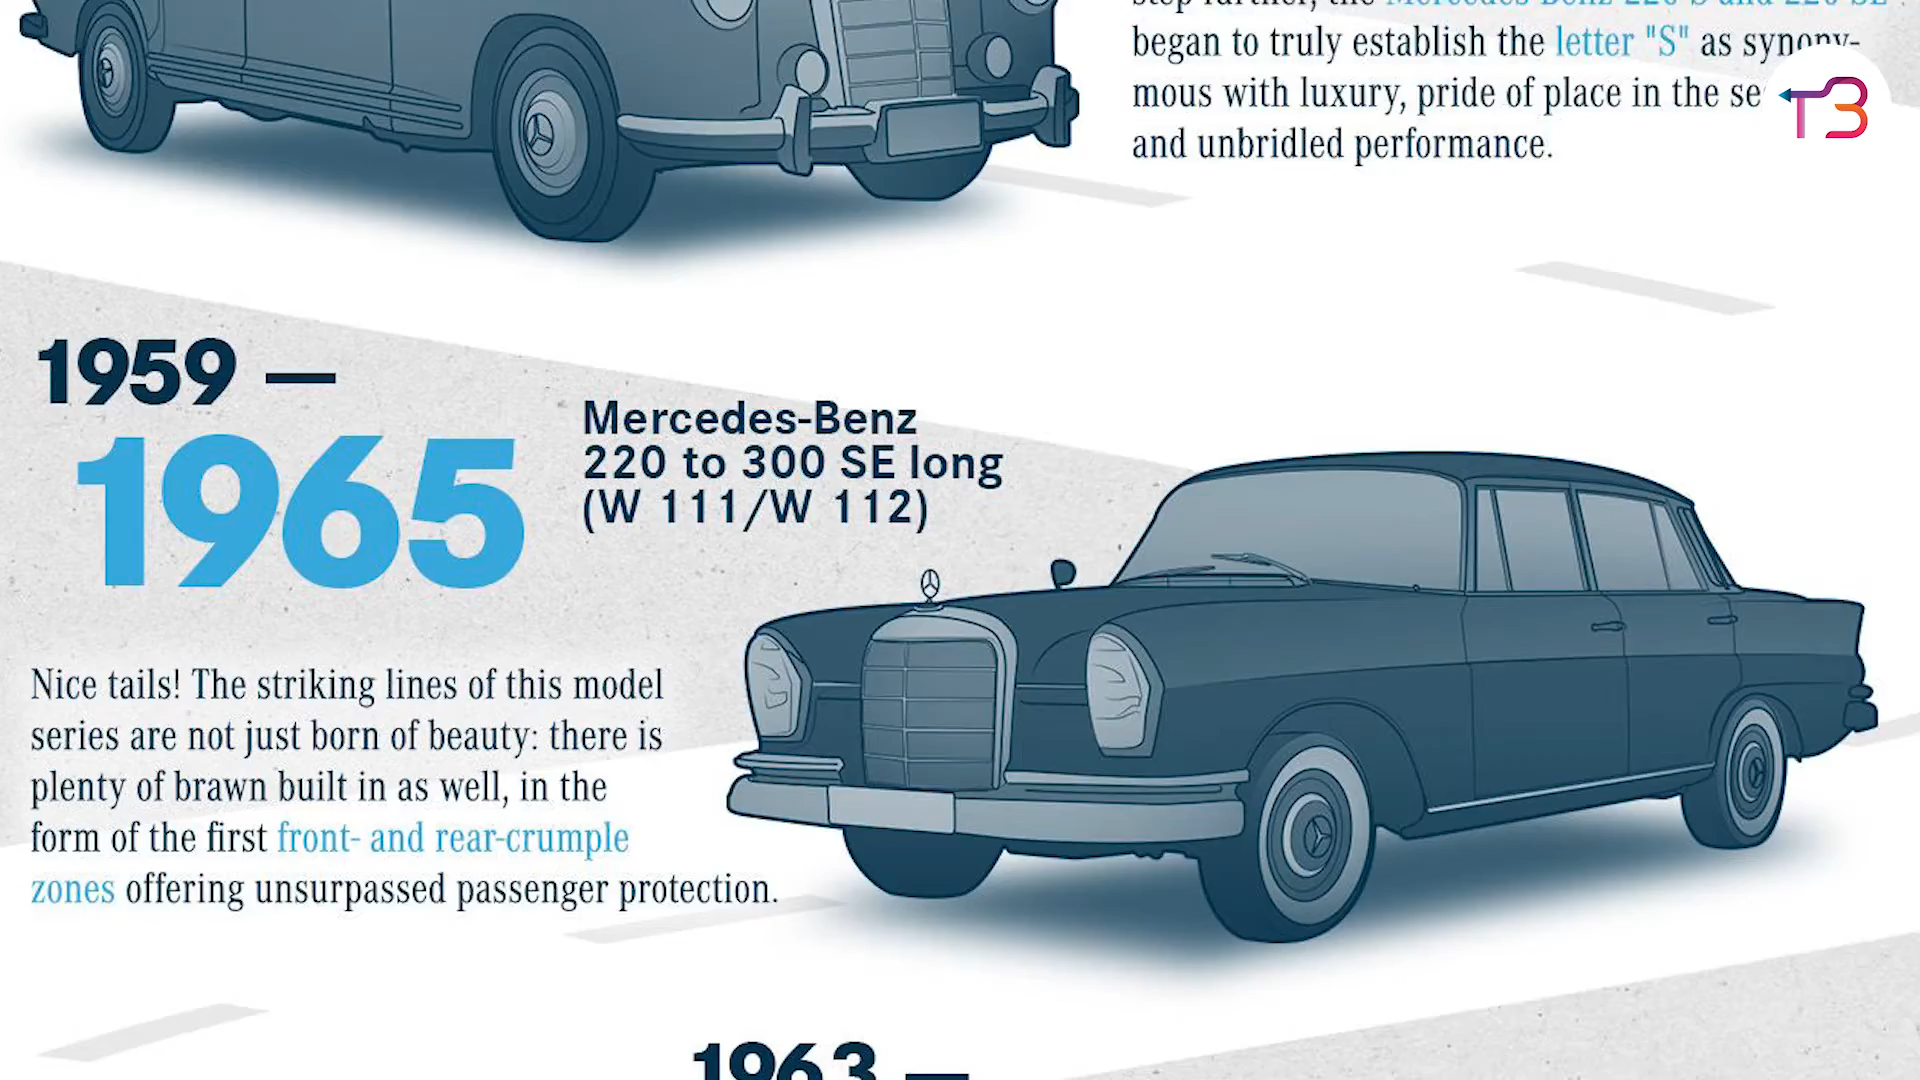 began to truly establish the letter "S" as synony-
mous with luxury, pride of place in the
and unbridled performance.
T3
1959 —
1965
Mercedes-Benz
220 to 300 SE long
(W 111/W 112)
Nice tails! The striking lines of this model
series are not just born of beauty: there is
plenty of brawn built in as well, in the
form of the first front- and rear-crumple
zones offering unsurpassed passenger protection.
1963 —